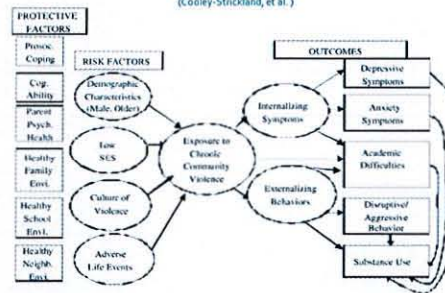 (Cooley-Strickland, et al. )
PROTECTIVE
FACTORS
Prosoc.
Coping
Cog.
Ability
Parent
Psych.
Health
Healthy
Family
Envi.
Healthy
School
Envi.
Healthy
Neighb.
Envi.
RISK FACTORS
Demographic
Characteristics
(Male, Older)
Low
SES
Culture of
Violence
Adverse
Life Events
Exposure to
Chronic
Community
Violence
Internalizing
Symptoms
Externalizing
Behaviors
OUTCOMES
Depressive
Symptoms
Anxiety
Symptoms
Academic
Difficulties
Disruptive/
Aggressive
Behavior
Substance Use